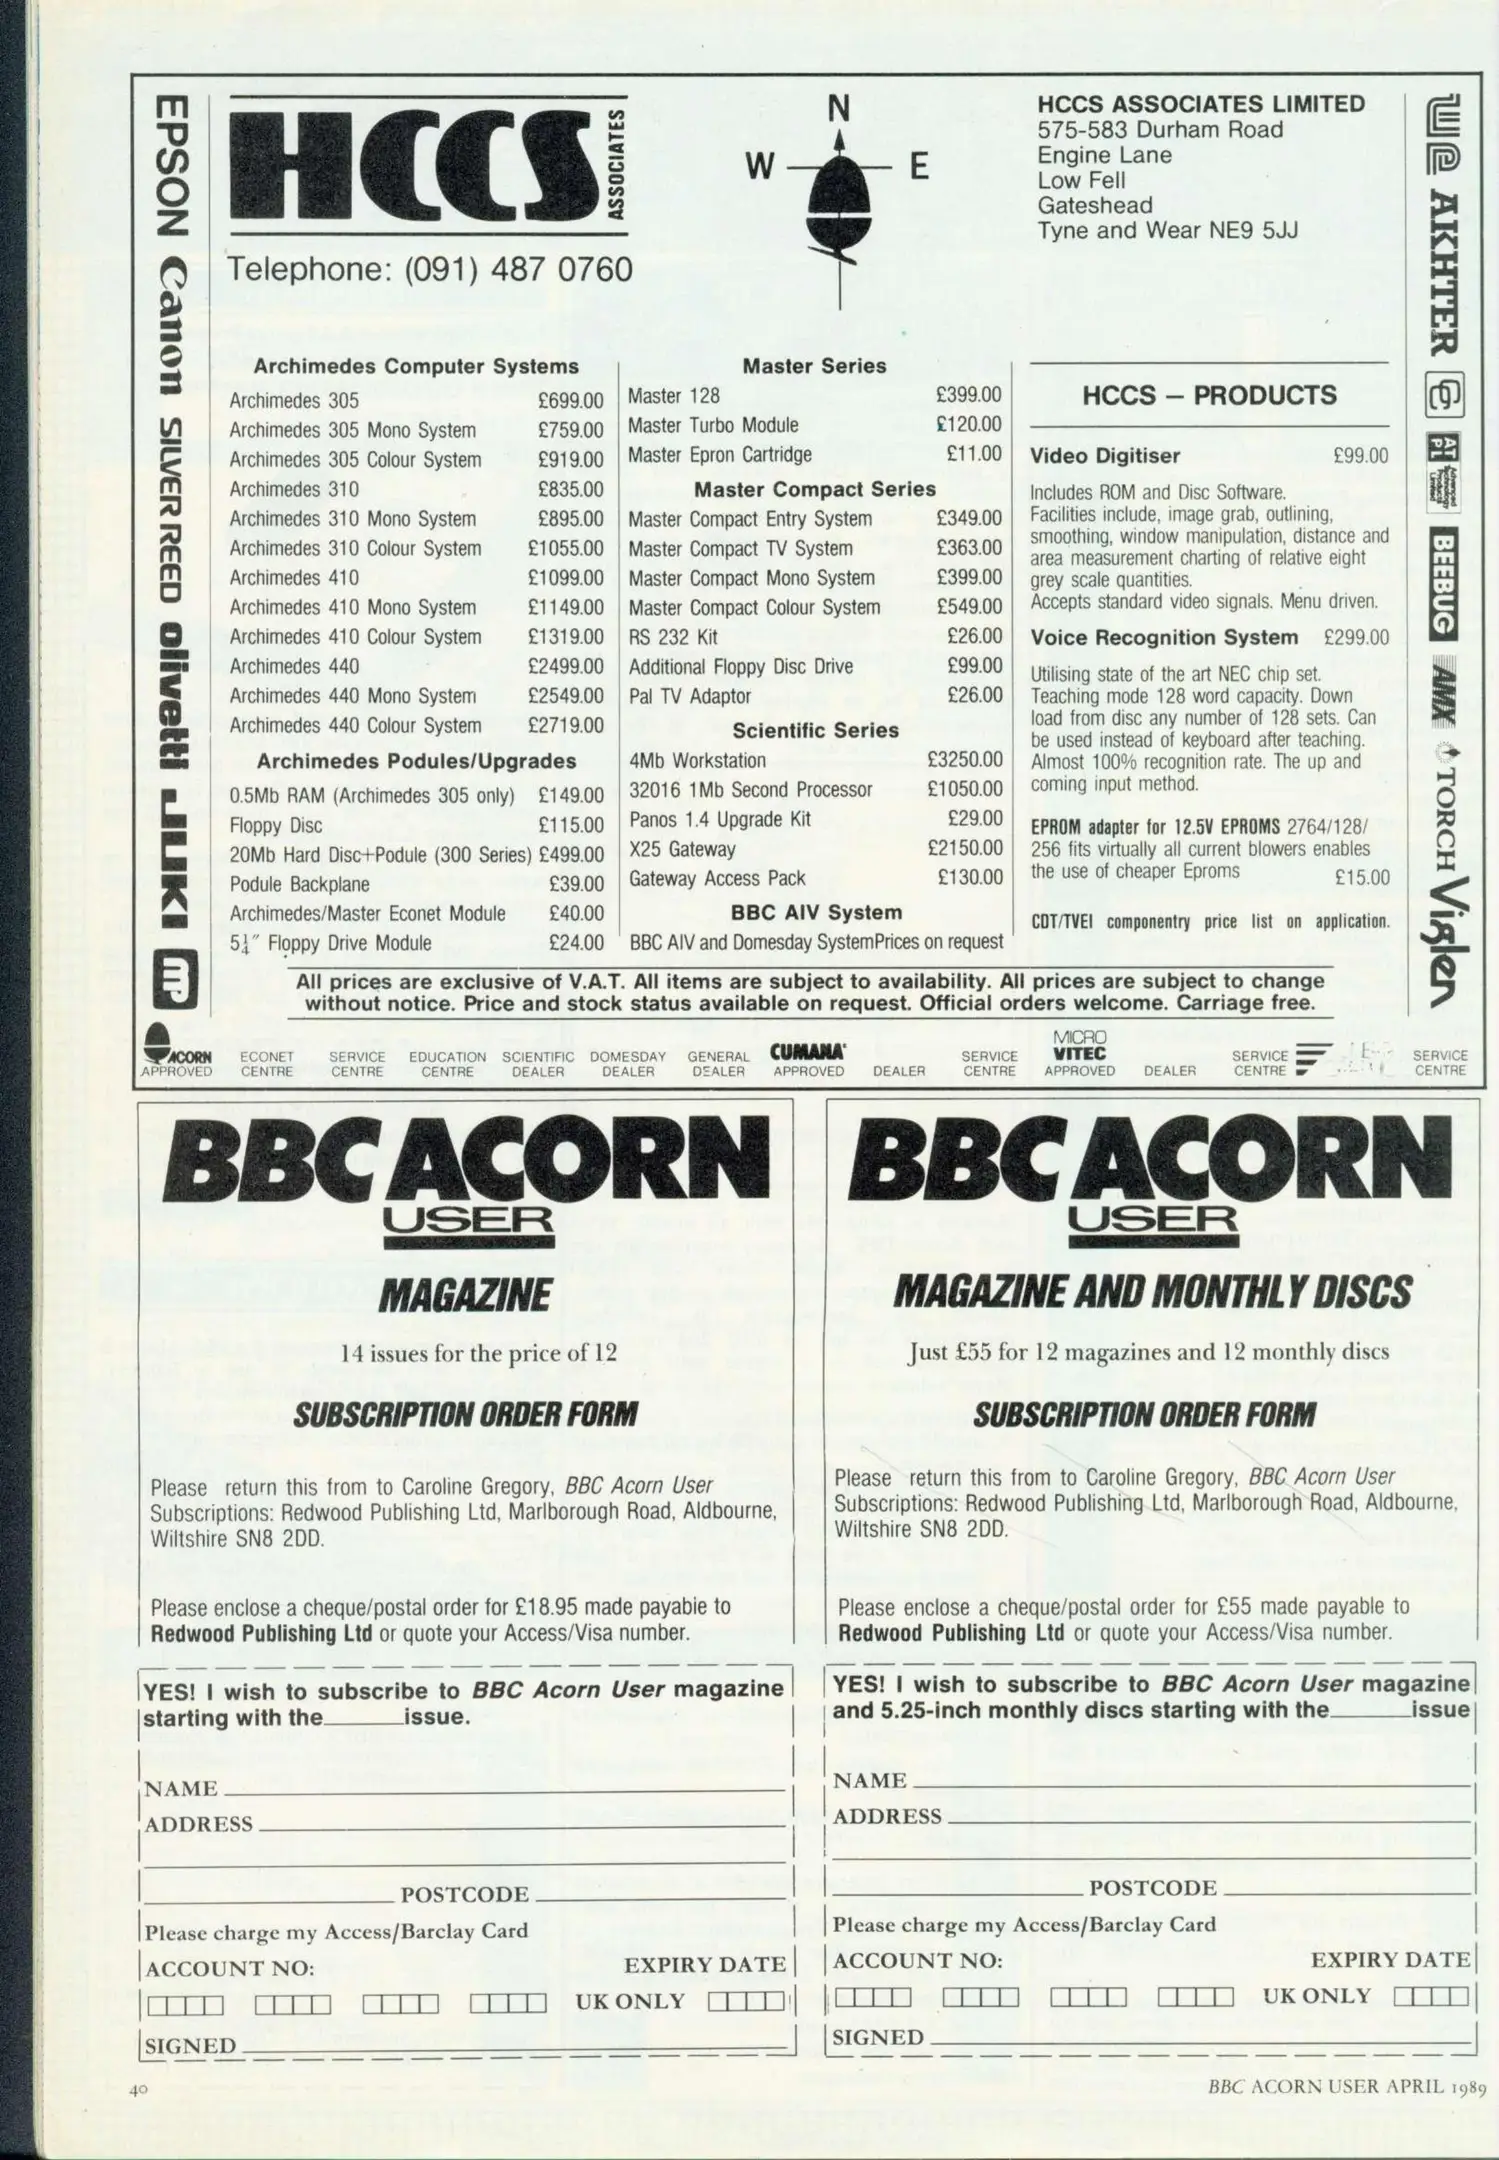 EPSON
Canon
SILVER REED
olivetti
JUKI
HCCS
ASSOCIATES
Telephone: (091) 487 0760
N
W E
HCCS ASSOCIATES LIMITED
575-583 Durham Road
Engine Lane
Low Fell
Gateshead
Tyne and Wear NE9 5JJ
AKHTER
Advanced
Technology
Products
Limited
BEEBUG
AMX
TORCH
Viglen
Archimedes Computer Systems
Archimedes 305 £699.00
Archimedes 305 Mono System £759.00
Archimedes 305 Colour System £919.00
Archimedes 310 £835.00
Archimedes 310 Mono System £895.00
Archimedes 310 Colour System £1055.00
Archimedes 410 £1099.00
Archimedes 410 Mono System £1149.00
Archimedes 410 Colour System £1319.00
Archimedes 440 £2499.00
Archimedes 440 Mono System £2549.00
Archimedes 440 Colour System £2719.00
Archimedes Podules/Upgrades
0.5Mb RAM (Archimedes 305 only) £149.00
Floppy Disc £115.00
20Mb Hard Disc+Podule (300 Series) £499.00
Podule Backplane £39.00
Archimedes/Master Econet Module £40.00
5¼″ Floppy Drive Module £24.00
Master Series
Master 128 £399.00
Master Turbo Module £120.00
Master Epron Cartridge £11.00
Master Compact Series
Master Compact Entry System £349.00
Master Compact TV System £363.00
Master Compact Mono System £399.00
Master Compact Colour System £549.00
RS 232 Kit £26.00
Additional Floppy Disc Drive £99.00
Pal TV Adaptor £26.00
Scientific Series
4Mb Workstation £3250.00
32016 1Mb Second Processor £1050.00
Panos 1.4 Upgrade Kit £29.00
X25 Gateway £2150.00
Gateway Access Pack £130.00
BBC AIV System
BBC AIV and Domesday SystemPrices on request
HCCS – PRODUCTS
Video Digitiser £99.00
Includes ROM and Disc Software.
Facilities include, image grab, outlining,
smoothing, window manipulation, distance and
area measurement charting of relative eight
grey scale quantities.
Accepts standard video signals. Menu driven.
Voice Recognition System £299.00
Utilising state of the art NEC chip set.
Teaching mode 128 word capacity. Down
load from disc any number of 128 sets. Can
be used instead of keyboard after teaching.
Almost 100% recognition rate. The up and
coming input method.
EPROM adapter for 12.5V EPROMS 2764/128/
256 fits virtually all current blowers enables
the use of cheaper Eproms £15.00
CDT/TVEI componentry price list on application.
All prices are exclusive of V.A.T. All items are subject to availability. All prices are subject to change
without notice. Price and stock status available on request. Official orders welcome. Carriage free.
ACORN
APPROVED
ECONET
CENTRE
SERVICE
CENTRE
EDUCATION
CENTRE
SCIENTIFIC
DEALER
DOMESDAY
DEALER
GENERAL
DEALER
CUMANA
APPROVED
DEALER
SERVICE
CENTRE
MICRO
VITEC
APPROVED
DEALER
SERVICE
CENTRE
SERVICE
CENTRE
BBC ACORN
USER
MAGAZINE
14 issues for the price of 12
SUBSCRIPTION ORDER FORM
Please return this from to Caroline Gregory, BBC Acorn User
Subscriptions: Redwood Publishing Ltd, Marlborough Road, Aldbourne,
Wiltshire SN8 2DD.
Please enclose a cheque/postal order for £18.95 made payable to
Redwood Publishing Ltd or quote your Access/Visa number.
YES! I wish to subscribe to BBC Acorn User magazine
starting with the______issue.
NAME
ADDRESS
POSTCODE
Please charge my Access/Barclay Card
ACCOUNT NO: EXPIRY DATE
UK ONLY
SIGNED
BBC ACORN
USER
MAGAZINE AND MONTHLY DISCS
Just £55 for 12 magazines and 12 monthly discs
SUBSCRIPTION ORDER FORM
Please return this from to Caroline Gregory, BBC Acorn User
Subscriptions: Redwood Publishing Ltd, Marlborough Road, Aldbourne,
Wiltshire SN8 2DD.
Please enclose a cheque/postal order for £55 made payable to
Redwood Publishing Ltd or quote your Access/Visa number.
YES! I wish to subscribe to BBC Acorn User magazine
and 5.25-inch monthly discs starting with the______issue
NAME
ADDRESS
POSTCODE
Please charge my Access/Barclay Card
ACCOUNT NO: EXPIRY DATE
UK ONLY
SIGNED
40
BBC ACORN USER APRIL 1989